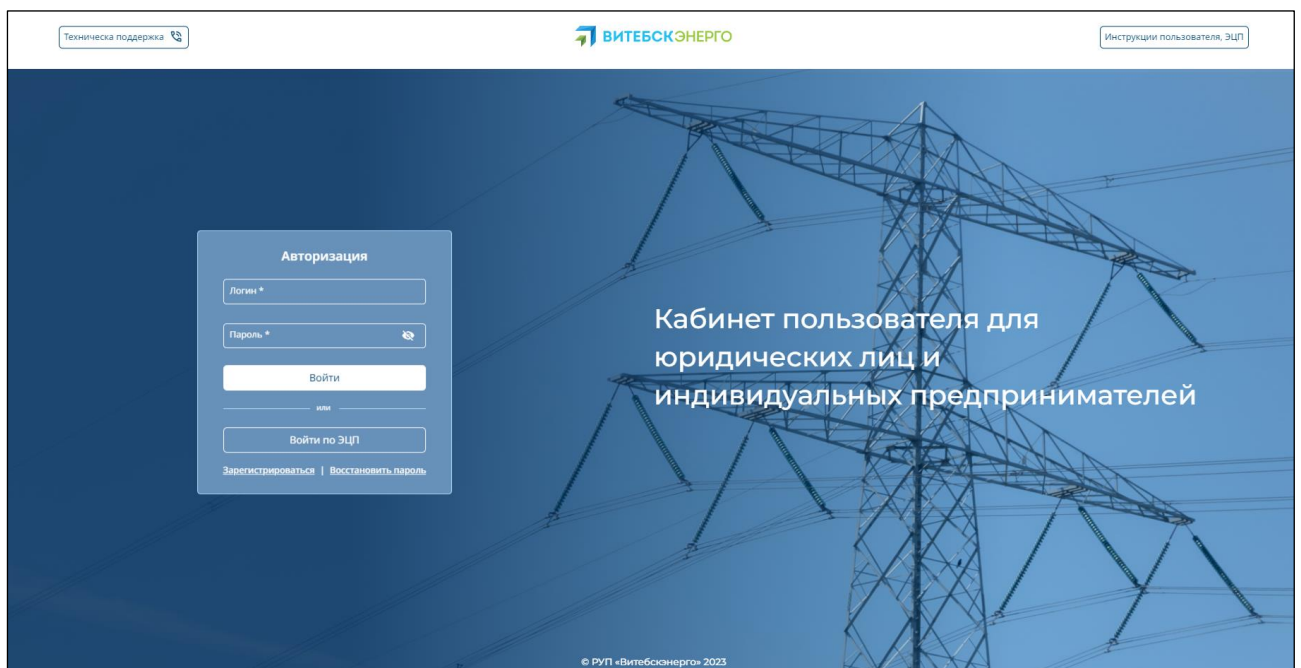 Техническа поддержка
ВИТЕБСКЭНЕРГО
Инструкции пользователя, ЭЦП
Авторизация
Логин *
Пароль *
Войти
или
Войти по ЭЦП
Зарегистрироваться | Восстановить пароль
Кабинет пользователя для
юридических лиц и
индивидуальных предпринимателей
© РУП «Витебскэнерго» 2023